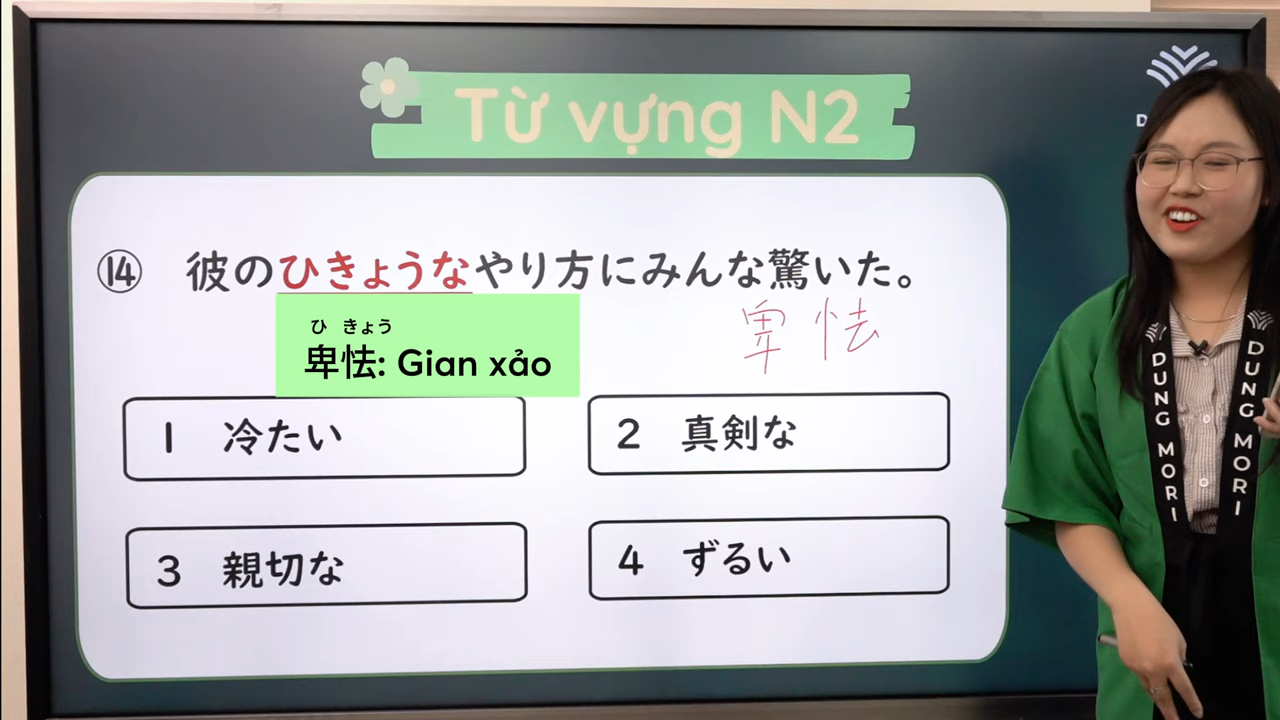 Từ vựng N2
⑭ 彼のひきょうなやり方にみんな驚いた。
ひ きょう
卑怯: Gian xảo
卑怯
1 冷たい
2 真剣な
3 親切な
4 ずるい
DUNG MORI
DUNG MORI